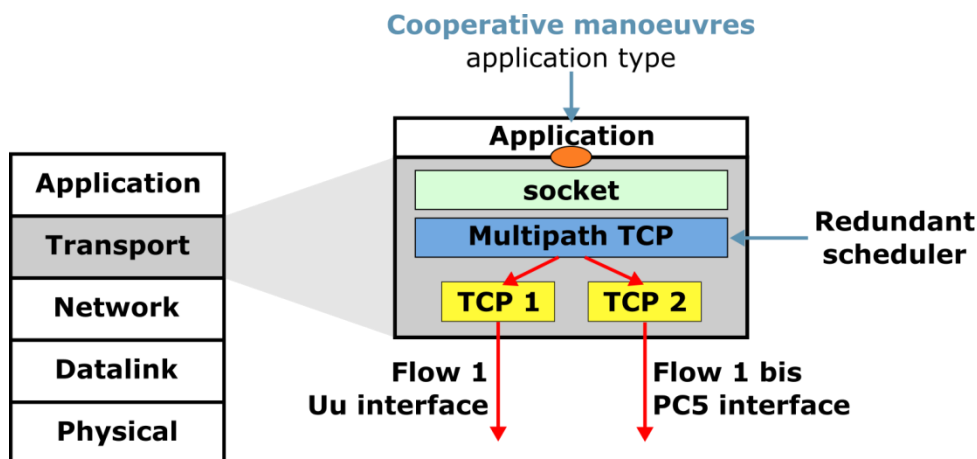 Cooperative manoeuvres
application type
Application
socket
Multipath TCP
Redundant
scheduler
TCP 1
TCP 2
Flow 1
Uu interface
Flow 1 bis
PC5 interface
Application
Transport
Network
Datalink
Physical